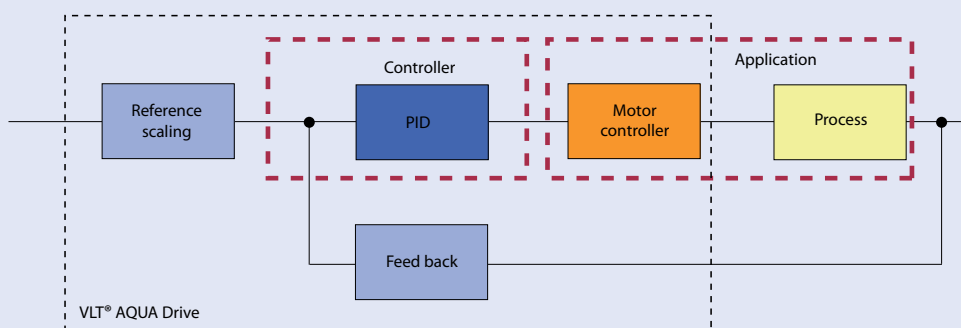 Controller
Application
Reference
scaling
PID
Motor
controller
Process
Feed back
VLT® AQUA Drive